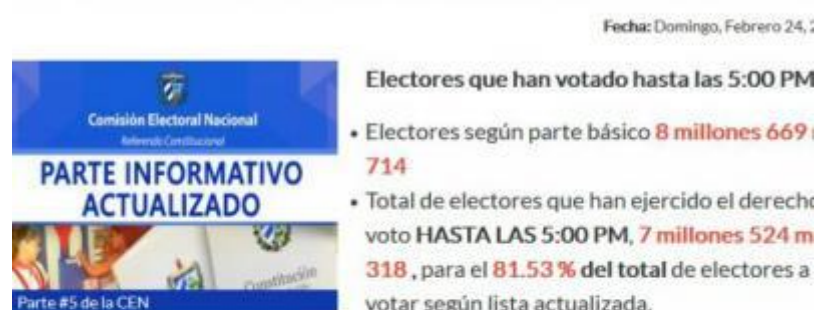 Fecha: Domingo, Febrero 24, 2
Comisión Electoral Nacional
Referendo Constitucional
PARTE INFORMATIVO
ACTUALIZADO
Constitución
Parte #5 de la CEN
Electores que han votado hasta las 5:00 PM
• Electores según parte básico 8 millones 669
714
• Total de electores que han ejercido el derecho
voto HASTA LAS 5:00 PM, 7 millones 524 m
318 , para el 81.53 % del total de electores a
votar según lista actualizada.